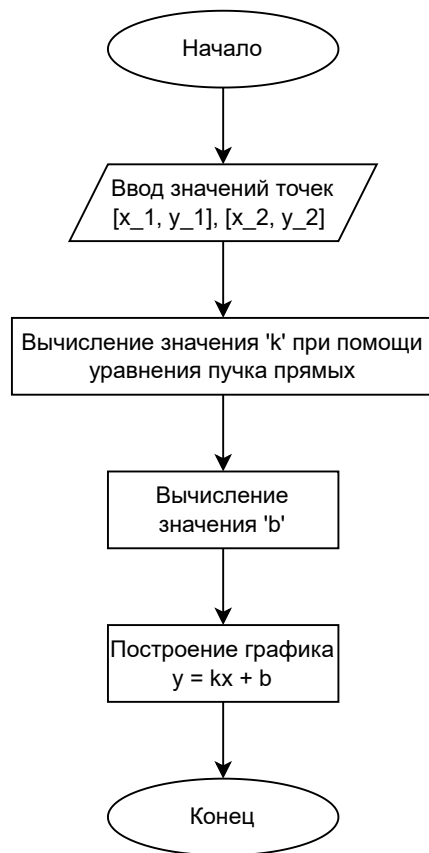 Начало
Ввод значений точек
[x_1, y_1], [x_2, y_2]
Вычисление значения 'k' при помощи
уравнения пучка прямых
Вычисление
значения 'b'
Построение графика
y = kx + b
Конец